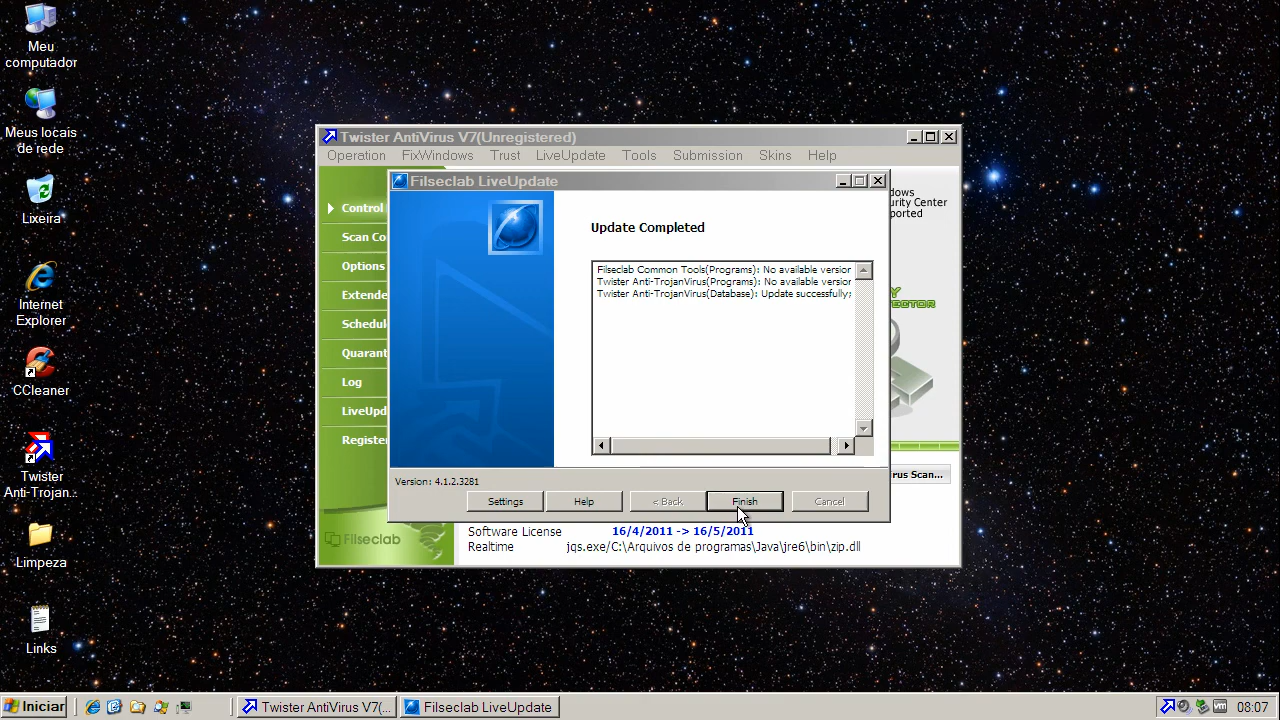 Meu
computador
Meus locais
de rede
Lixeira
Internet
Explorer
CCleaner
Twister
Anti-Trojan...
Limpeza
Links
Twister AntiVirus V7(Unregistered)
Operation FixWindows Trust LiveUpdate Tools Submission Skins Help
Control
Scan Co
Options
Extende
Schedul
Quarant
Log
LiveUpd
Registe
Filseclab
dows
urity Center
ported
rus Scan...
Software License 16/4/2011 -> 16/5/2011
Realtime jqs.exe/C:\Arquivos de programas\Java\jre6\bin\zip.dll
Filseclab LiveUpdate
Update Completed
Filseclab Common Tools(Programs): No available version
Twister Anti-TrojanVirus(Programs): No available version
Twister Anti-TrojanVirus(Database): Update successfully;
Version: 4.1.2.3281
Settings Help < Back Finish Cancel
Iniciar Twister AntiVirus V7(... Filseclab LiveUpdate vm 08:07